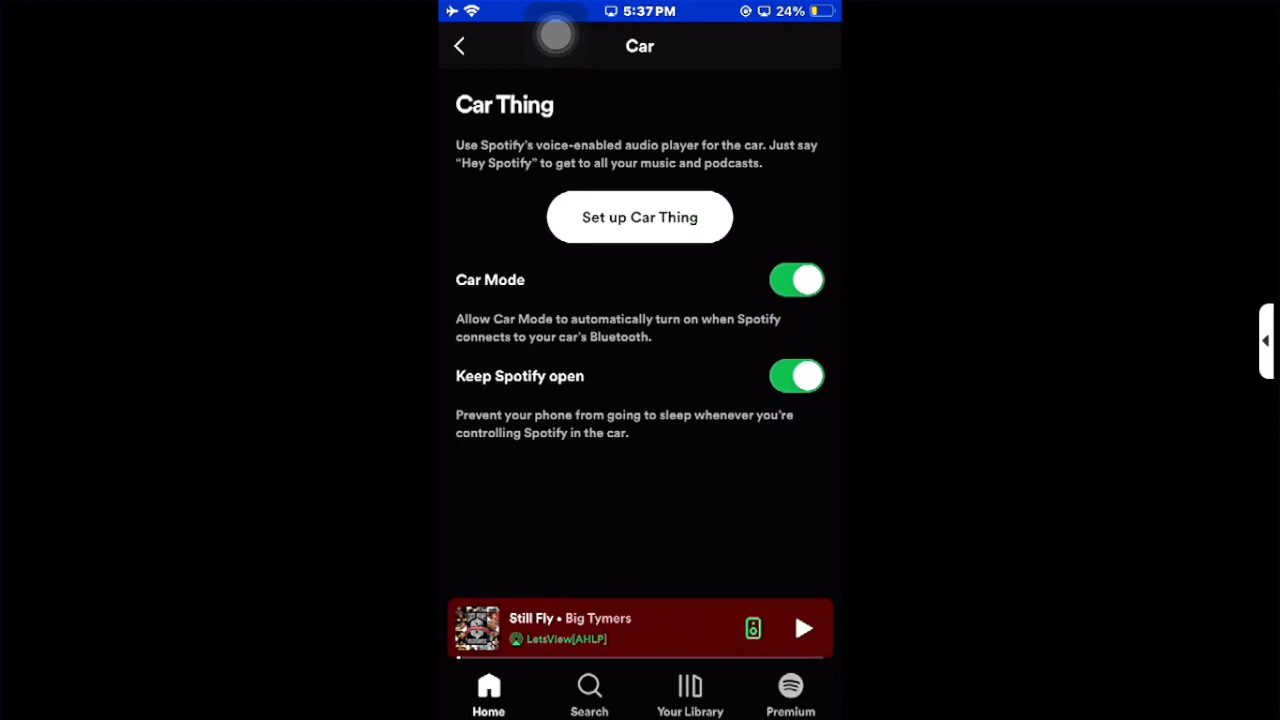 5:37 PM
24%
Car
Car Thing
Use Spotify's voice-enabled audio player for the car. Just say
“Hey Spotify” to get to all your music and podcasts.
Set up Car Thing
Car Mode
Allow Car Mode to automatically turn on when Spotify
connects to your car's Bluetooth.
Keep Spotify open
Prevent your phone from going to sleep whenever you're
controlling Spotify in the car.
Still Fly • Big Tymers
LetsView[AHLP]
Home
Search
Your Library
Premium